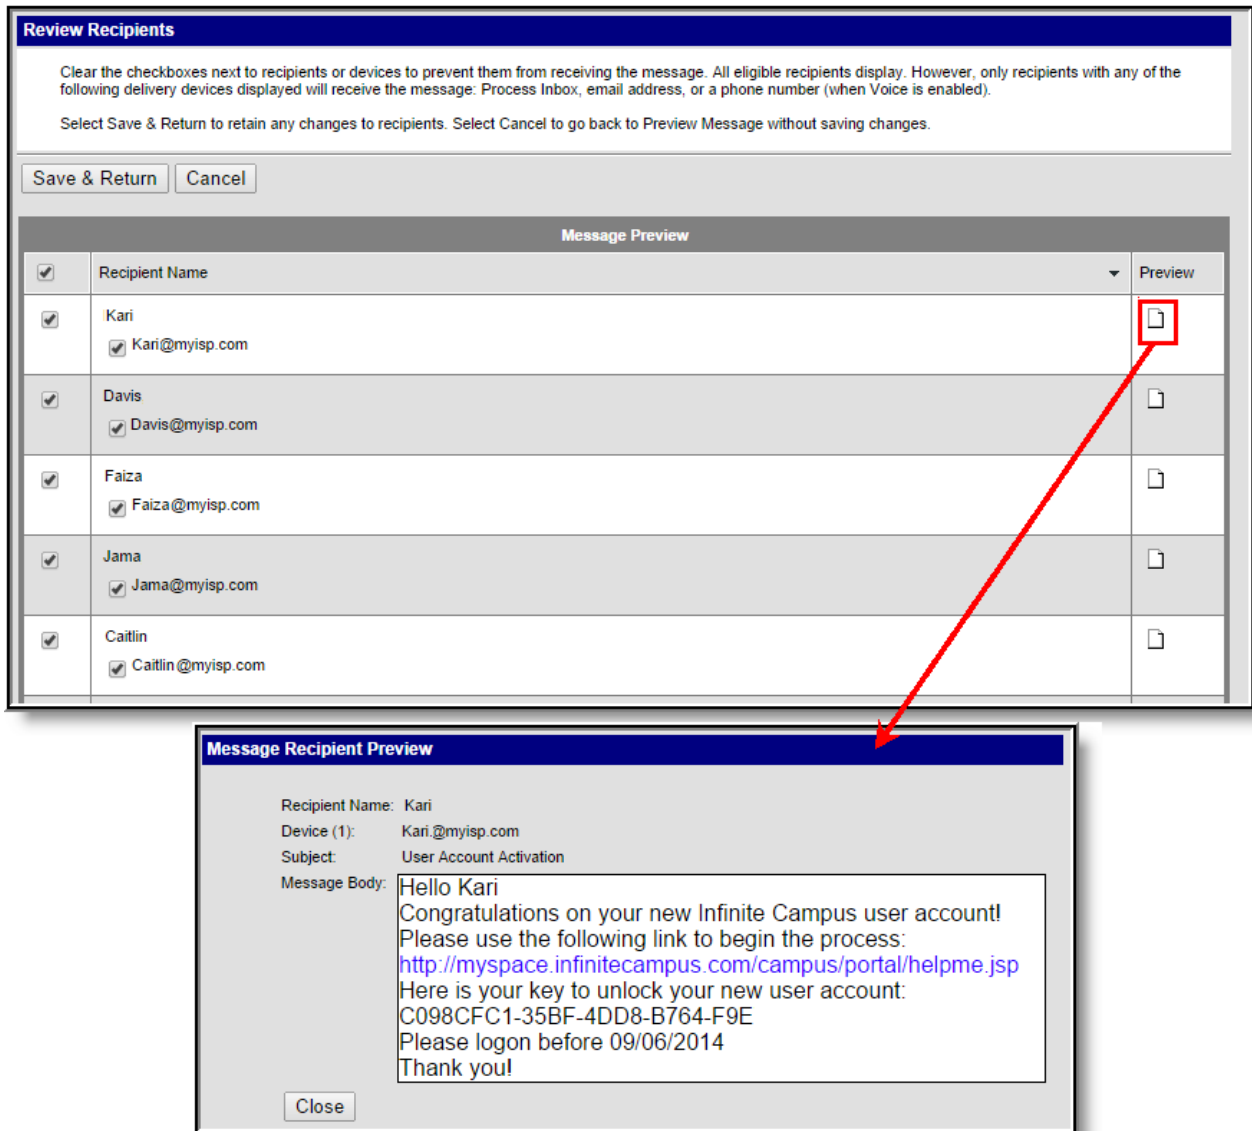 Review Recipients
Clear the checkboxes next to recipients or devices to prevent them from receiving the message. All eligible recipients display. However, only recipients with any of the
following delivery devices displayed will receive the message: Process Inbox, email address, or a phone number (when Voice is enabled).
Select Save & Return to retain any changes to recipients. Select Cancel to go back to Preview Message without saving changes.
Save & Return Cancel
Message Preview
Recipient Name Preview
Kari
Kari@myisp.com
Davis
Davis@myisp.com
Faiza
Faiza@myisp.com
Jama
Jama@myisp.com
Caitlin
Caitlin@myisp.com
Message Recipient Preview
Recipient Name: Kari
Device (1): Kari.@myisp.com
Subject: User Account Activation
Message Body: Hello Kari
Congratulations on your new Infinite Campus user account!
Please use the following link to begin the process:
http://myspace.infinitecampus.com/campus/portal/helpme.jsp
Here is your key to unlock your new user account:
C098CFC1-35BF-4DD8-B764-F9E
Please logon before 09/06/2014
Thank you!
Close